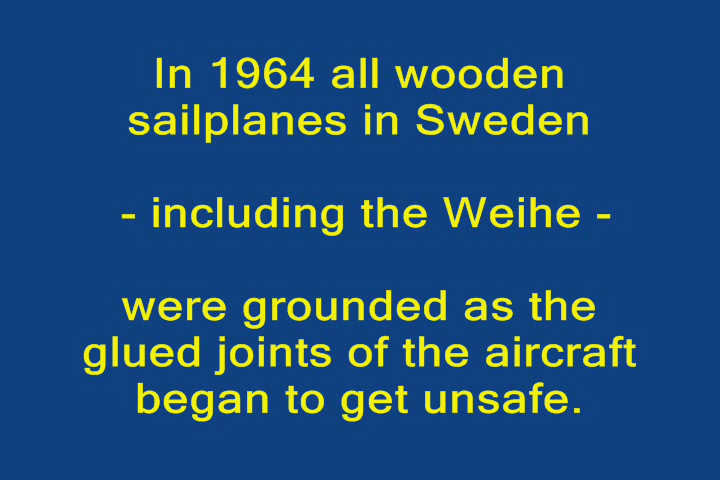 In 1964 all wooden
sailplanes in Sweden
- including the Weihe -
were grounded as the
glued joints of the aircraft
began to get unsafe.